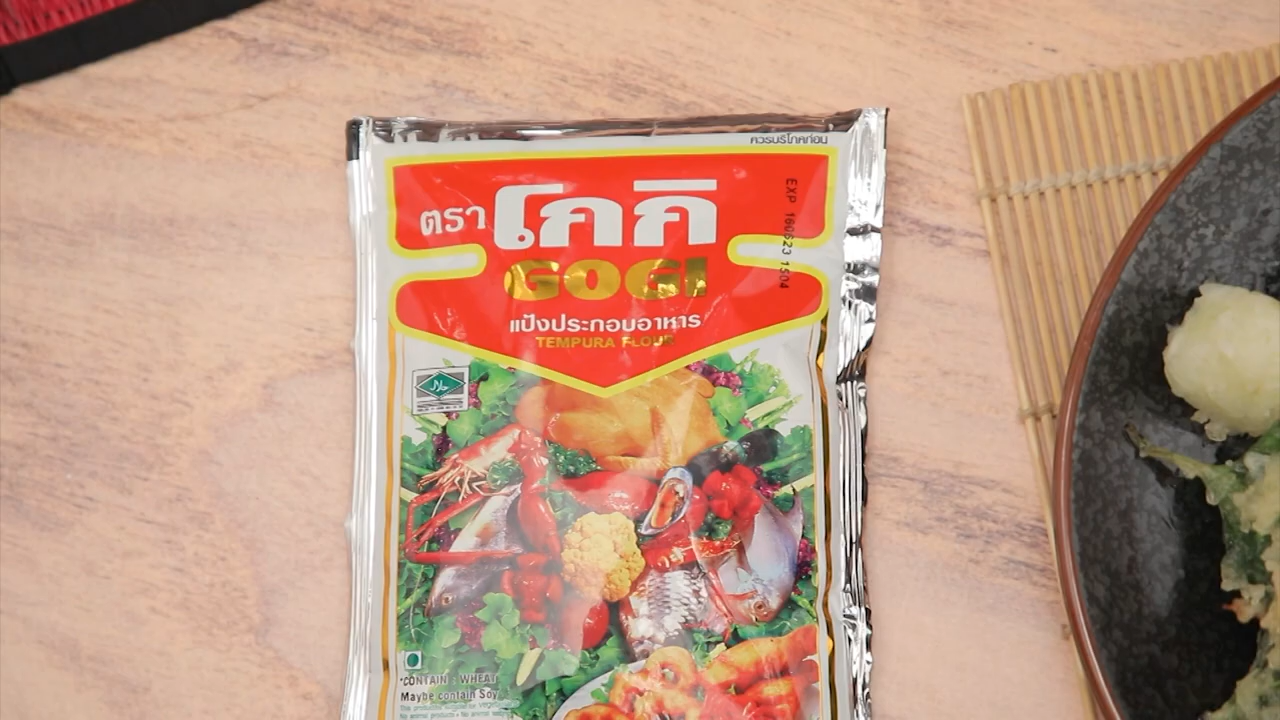 ควรบริโภคก่อน
EXP 160623 1504
ตรา โกกิ
GOGI
แป้งประกอบอาหาร
TEMPURA FLOUR
حلال
*CONTAIN : WHEAT
Maybe contain Soy